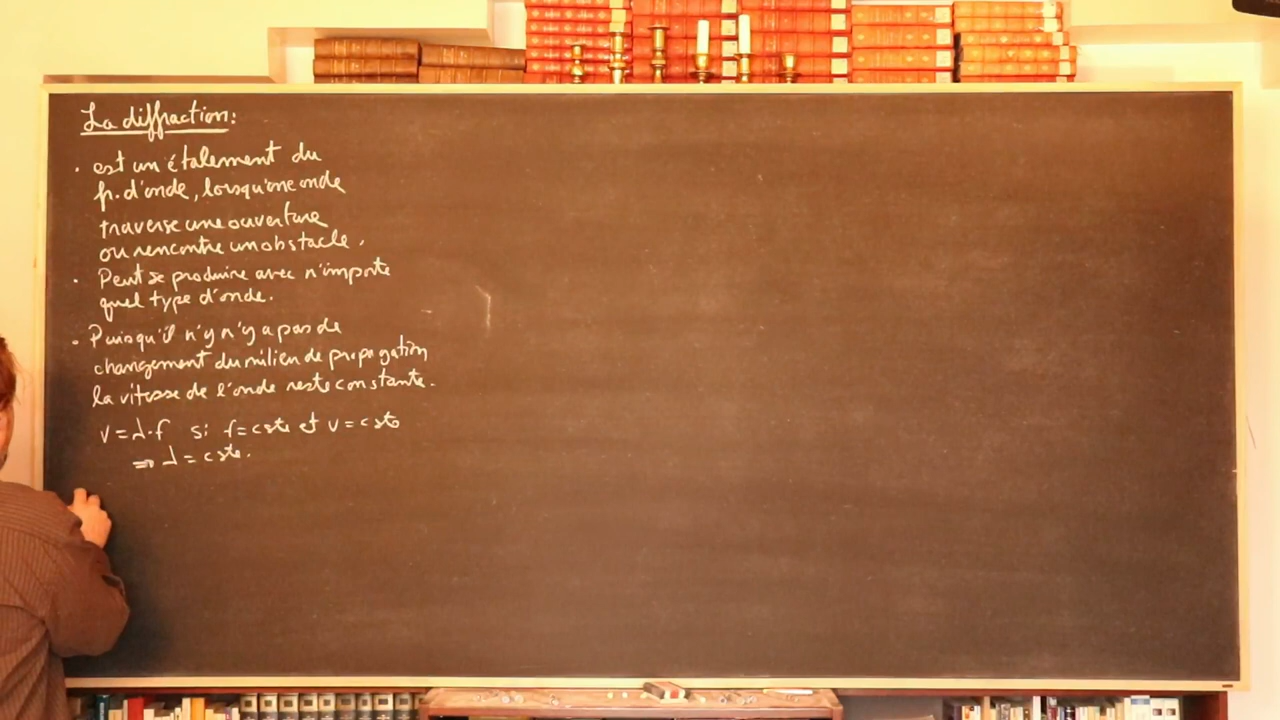 La diffraction:
• est un étalement du
fr. d'onde, lorsqu'une onde
traverse une ouverture
ou rencontre un obstacle.
• Peut se produire avec n'importe
quel type d'onde.
• Puisqu'il n'y n'y a pas de
changement du milieu de propagation
la vitesse de l'onde reste constante.
v = λ·f si f = cste et v = cste
⇒ λ = cste.